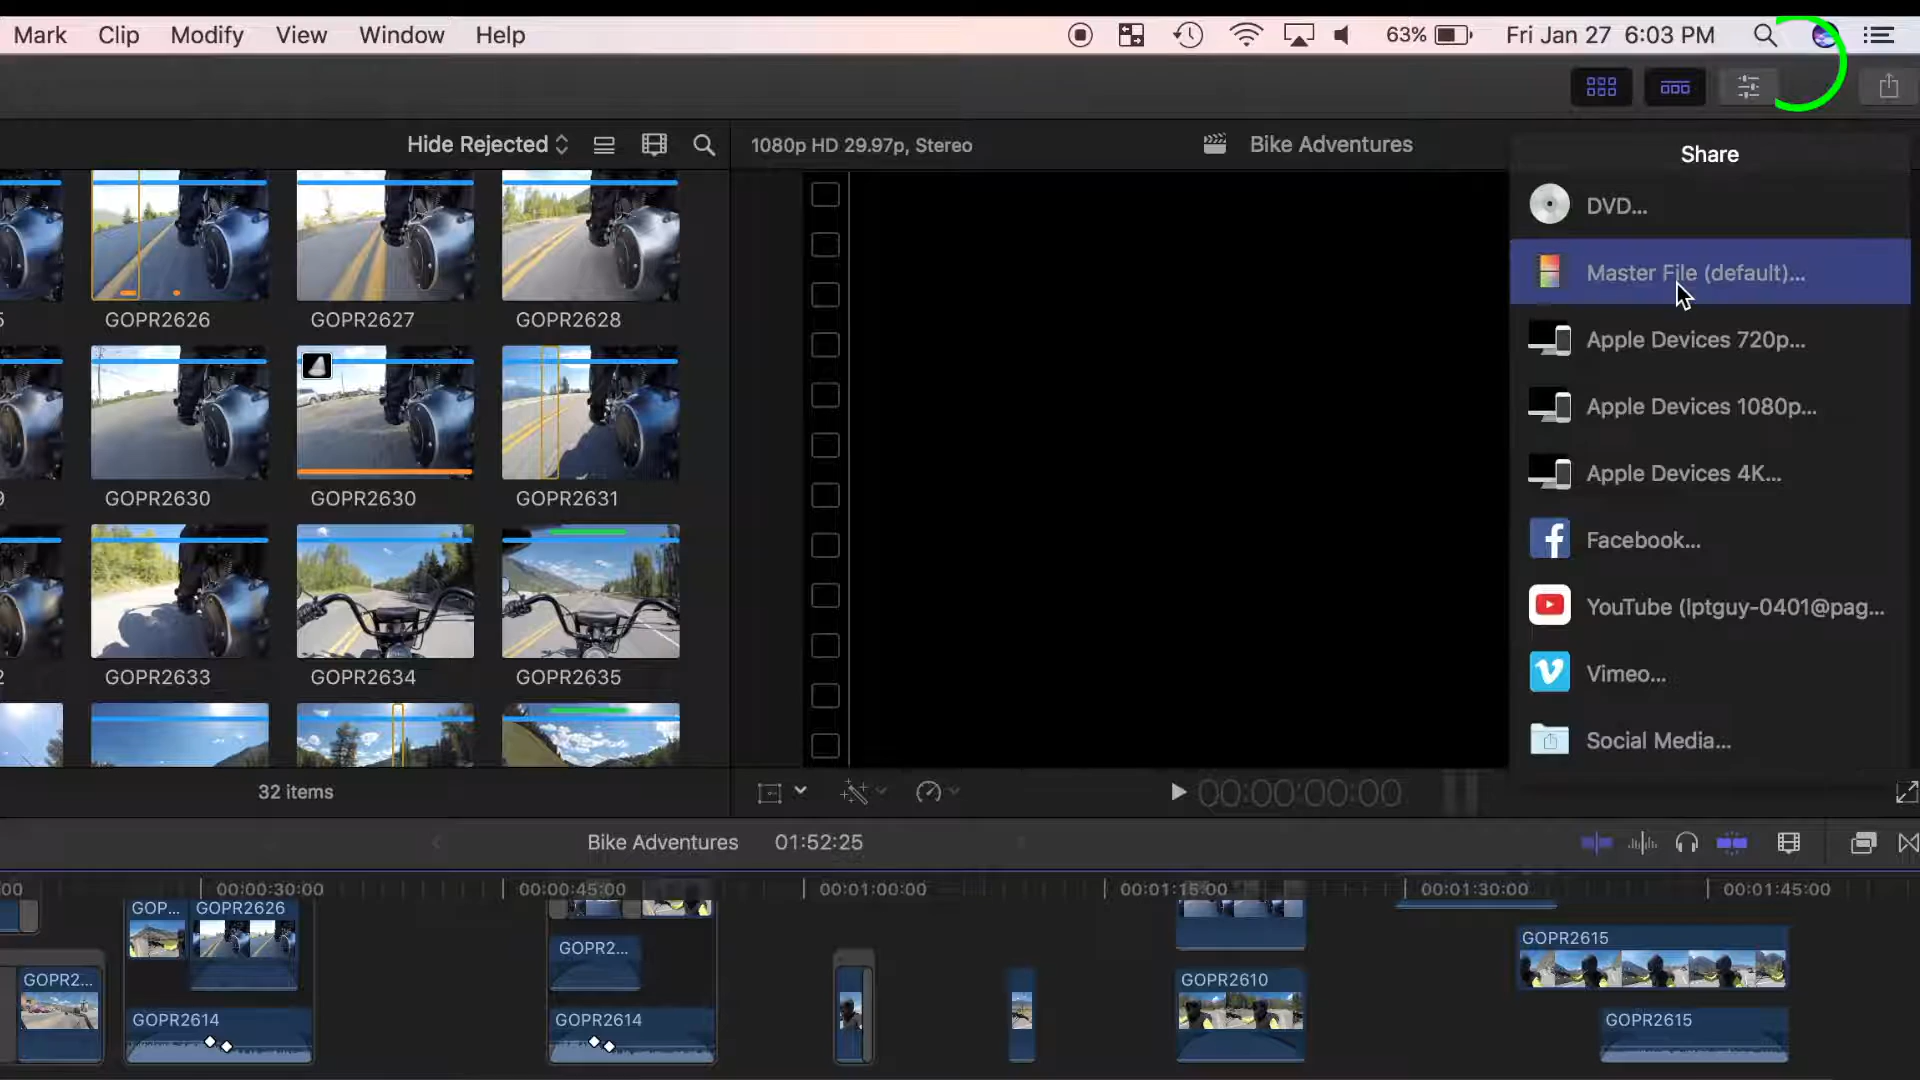 Mark Clip Modify View Window Help 63% Fri Jan 27 6:03 PM
Hide Rejected
1080p HD 29.97p, Stereo
Bike Adventures
Share
DVD...
Master File (default)...
Apple Devices 720p...
Apple Devices 1080p...
Apple Devices 4K...
Facebook...
YouTube (lptguy-0401@pag...
Vimeo...
Social Media...
GOPR2626 GOPR2627 GOPR2628
GOPR2630 GOPR2630 GOPR2631
GOPR2633 GOPR2634 GOPR2635
32 items
00:00:00:00
Bike Adventures 01:52:25
00:00:30:00 00:00:45:00 00:01:00:00 00:01:15:00 00:01:30:00 00:01:45:00
GOP... GOPR2626
GOPR2615
GOPR2...
GOPR2... GOPR2610
GOPR2614 GOPR2614 GOPR2615